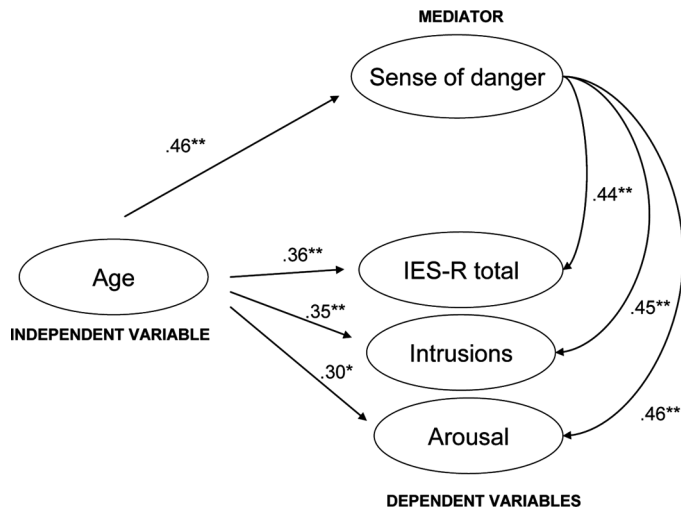 MEDIATOR
Sense of danger
.46**
.44**
.36**
IES-R total
Age
.35**
.45**
INDEPENDENT VARIABLE
Intrusions
.30*
.46**
Arousal
DEPENDENT VARIABLES